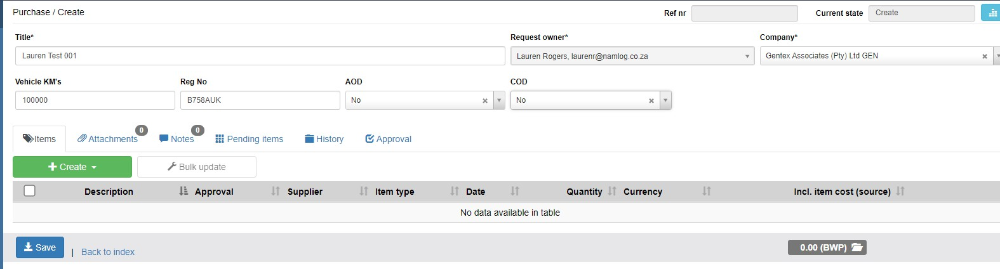 Purchase / Create
Ref nr
Current state Create
Title* Request owner* Company*
Lauren Test 001 Lauren Rogers, laurenr@namlog.co.za Gentex Associates (Pty) Ltd GEN
Vehicle KM's Reg No AOD COD
100000 B758AUK No No
Items Attachments 0 Notes 0 Pending items History Approval
Create Bulk update
Description Approval Supplier Item type Date Quantity Currency Incl. item cost (source)
No data available in table
Save | Back to index 0.00 (BWP)